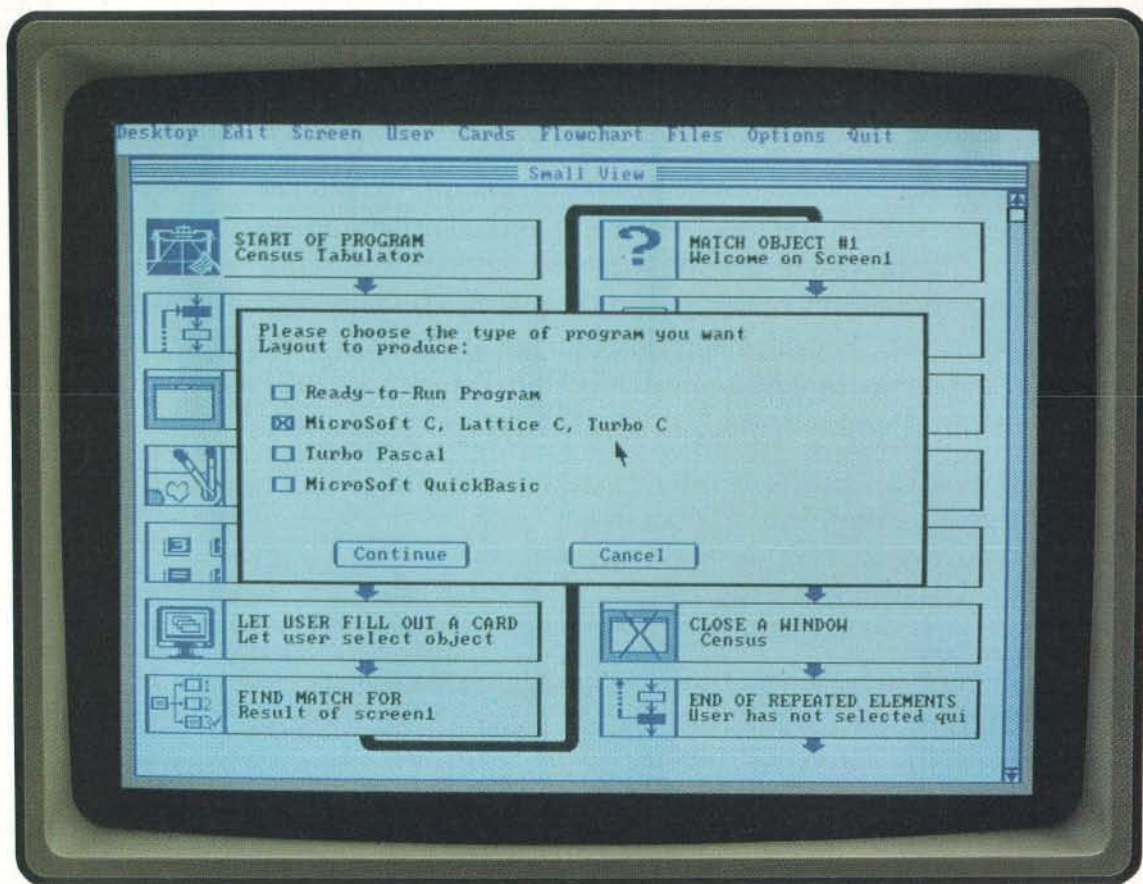 Desktop Edit Screen User Cards Flowchart Files Options Quit
Small View
START OF PROGRAM
Census Tabulator
Please choose the type of program you want
Layout to produce:
Ready-to-Run Program
MicroSoft C, Lattice C, Turbo C
Turbo Pascal
MicroSoft QuickBasic
Continue
Cancel
LET USER FILL OUT A CARD
Let user select object
FIND MATCH FOR
Result of screen1
?
MATCH OBJECT #1
Welcome on Screen1
CLOSE A WINDOW
Census
END OF REPEATED ELEMENTS
User has not selected qui